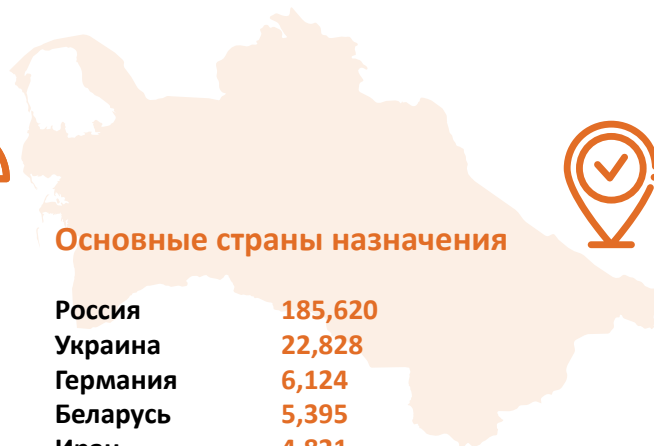 Основные страны назначения
Россия 185,620
Украина 22,828
Германия 6,124
Беларусь 5,395